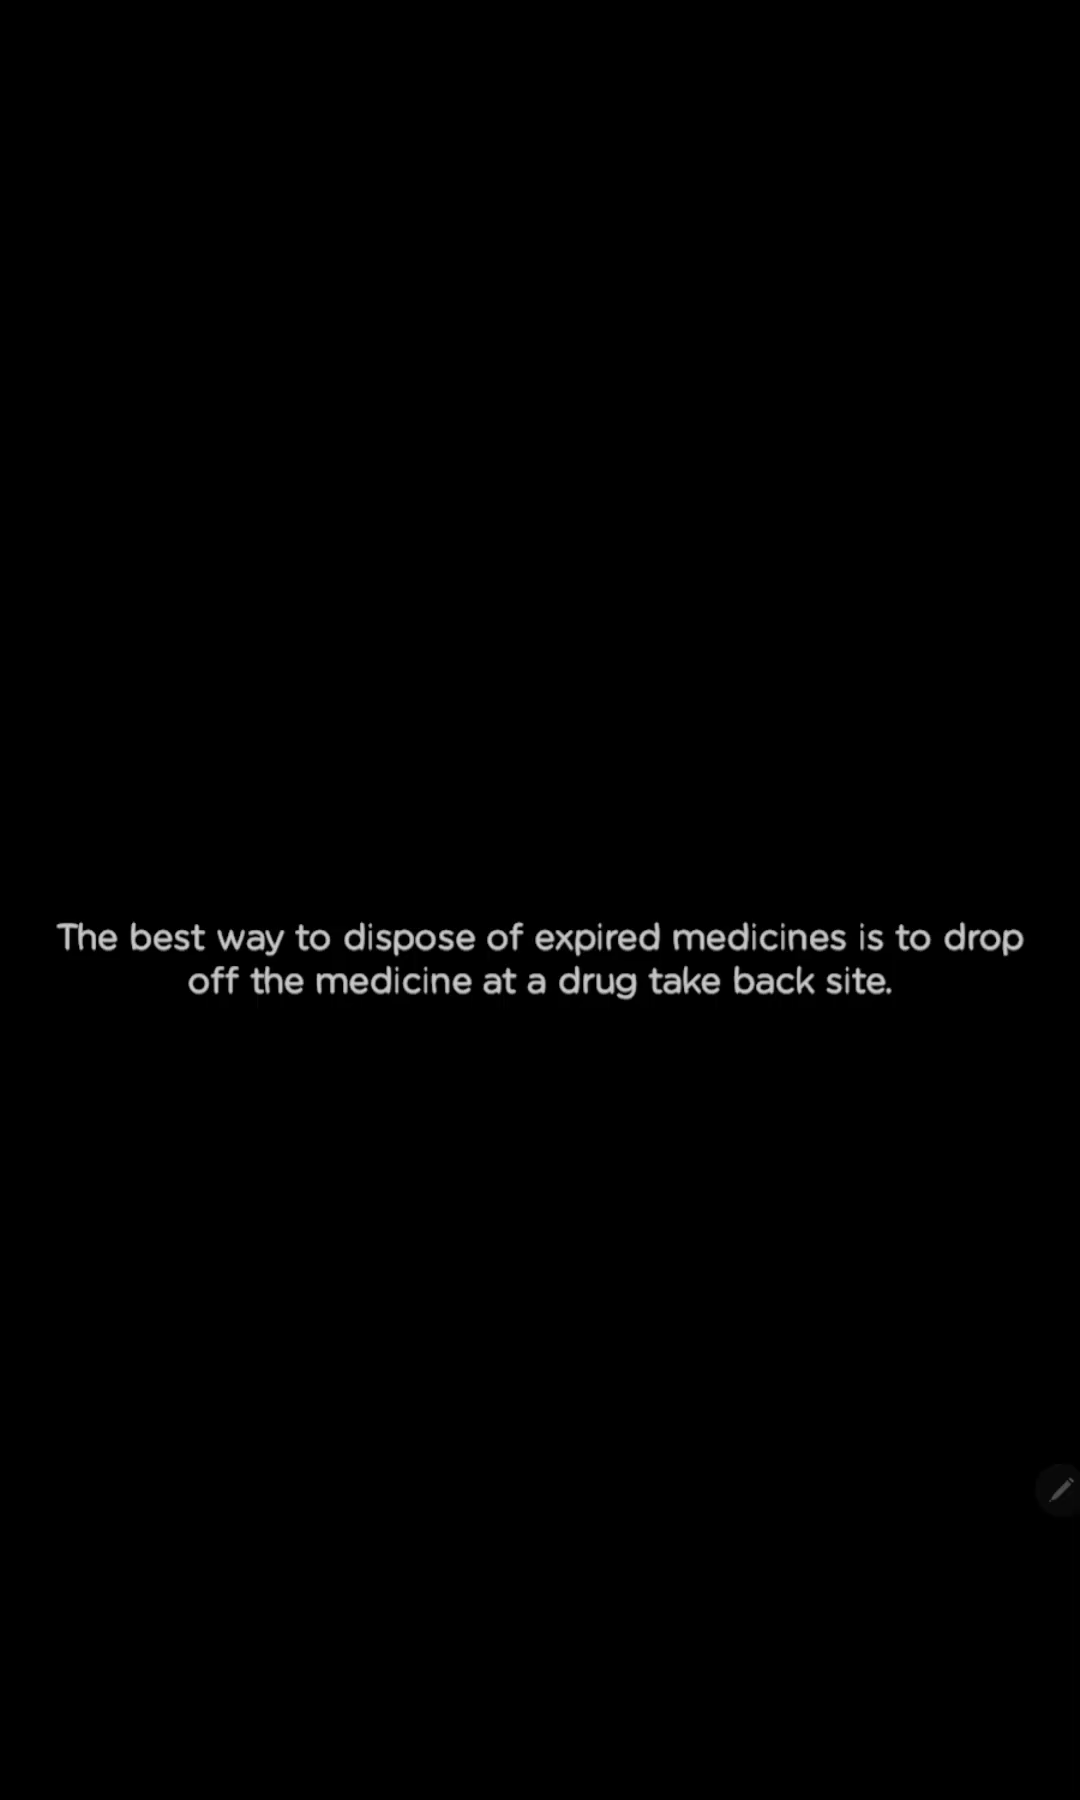 The best way to dispose of expired medicines is to drop
off the medicine at a drug take back site.